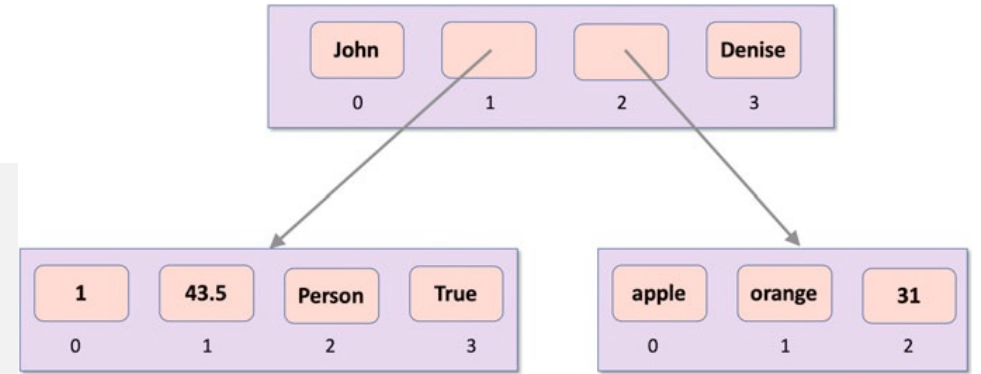 John Denise
0 1 2 3
1 43.5 Person True
0 1 2 3
apple orange 31
0 1 2